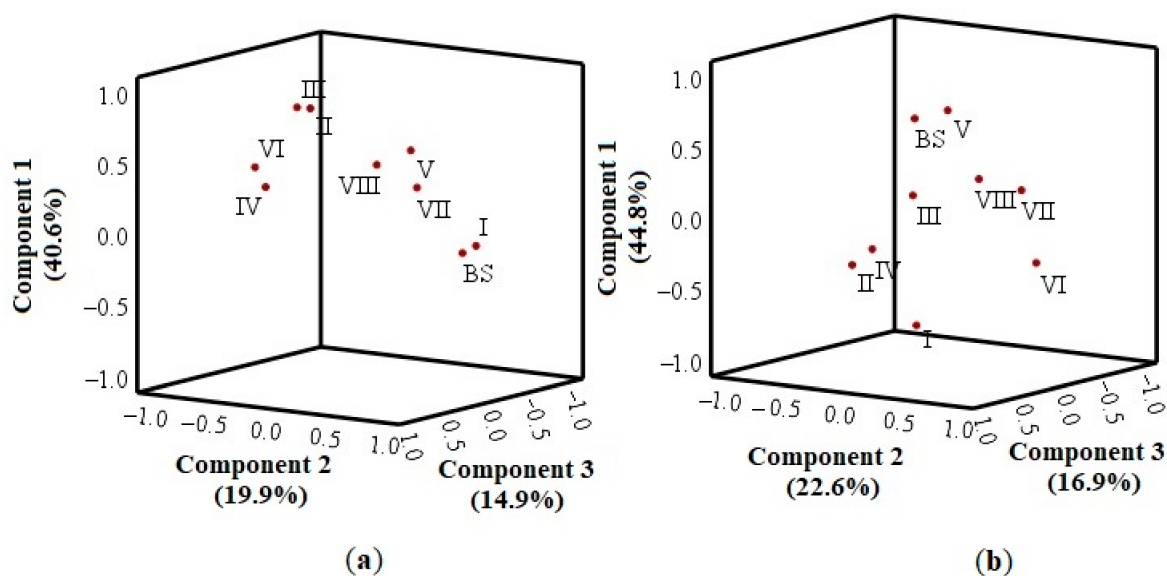 Component 1
(40.6%)
1.0
0.5
0.0
−0.5
−1.0
III
II
VI
IV
VIII
V
VII
I
BS
−1.0
−0.5
0.0
0.5
1.0
1.0
0.5
0.0
−0.5
−1.0
Component 2
(19.9%)
Component 3
(14.9%)
(a)
Component 1
(44.8%)
1.0
0.5
0.0
−0.5
−1.0
BS
V
VIII
VII
III
IV
II
VI
I
−1.0
−0.5
0.0
0.5
1.0
1.0
0.5
0.0
−0.5
−1.0
Component 2
(22.6%)
Component 3
(16.9%)
(b)